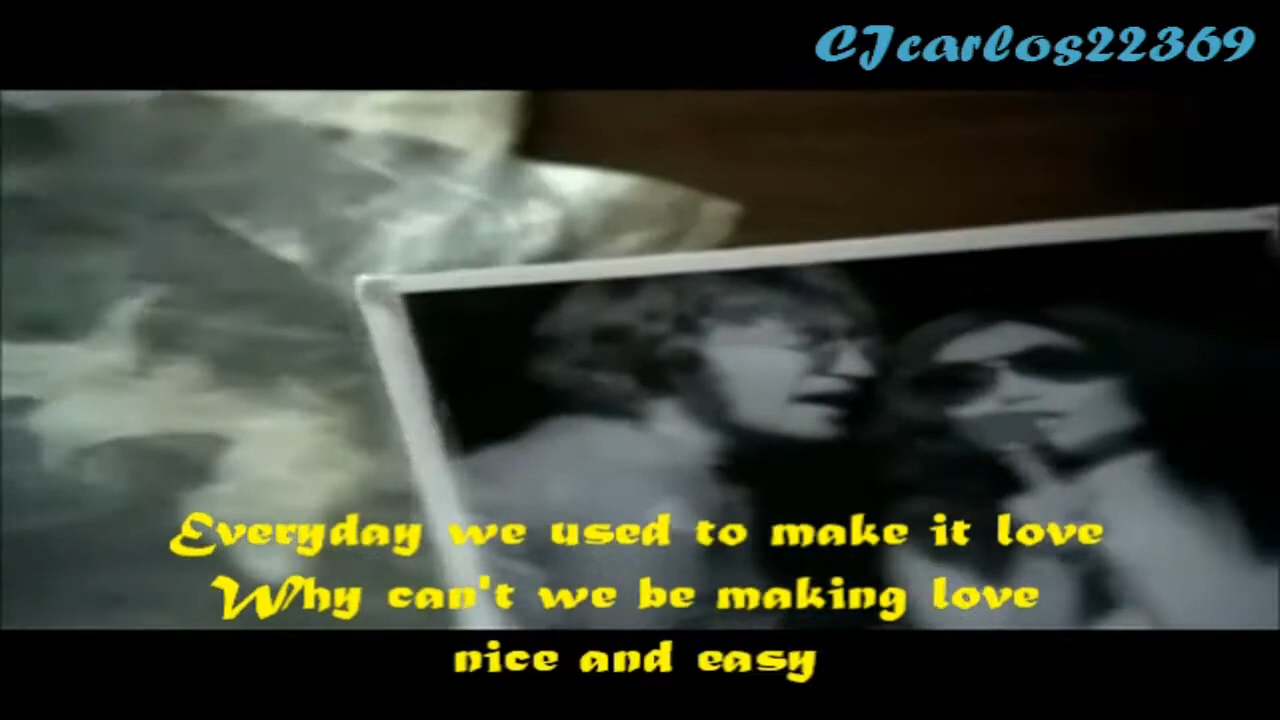 CJcarlos22369
Everyday we used to make it love
Why can't we be making love
nice and easy